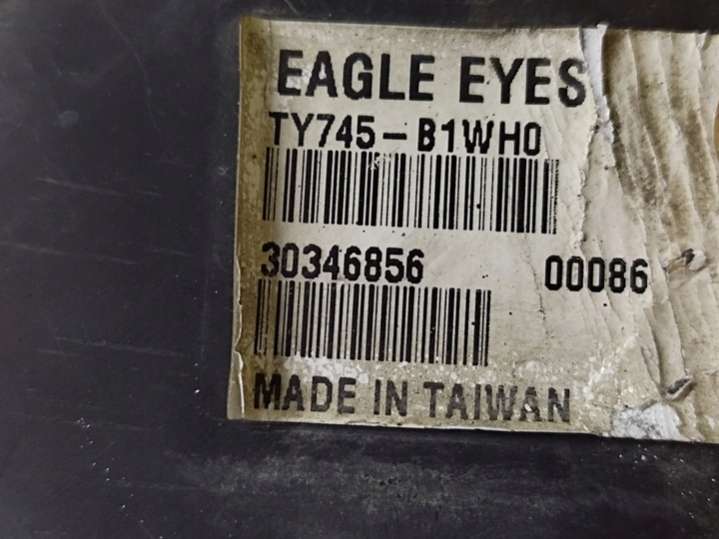 EAGLE EYES
TY745-B1WH0
30346856 00086
MADE IN TAIWAN